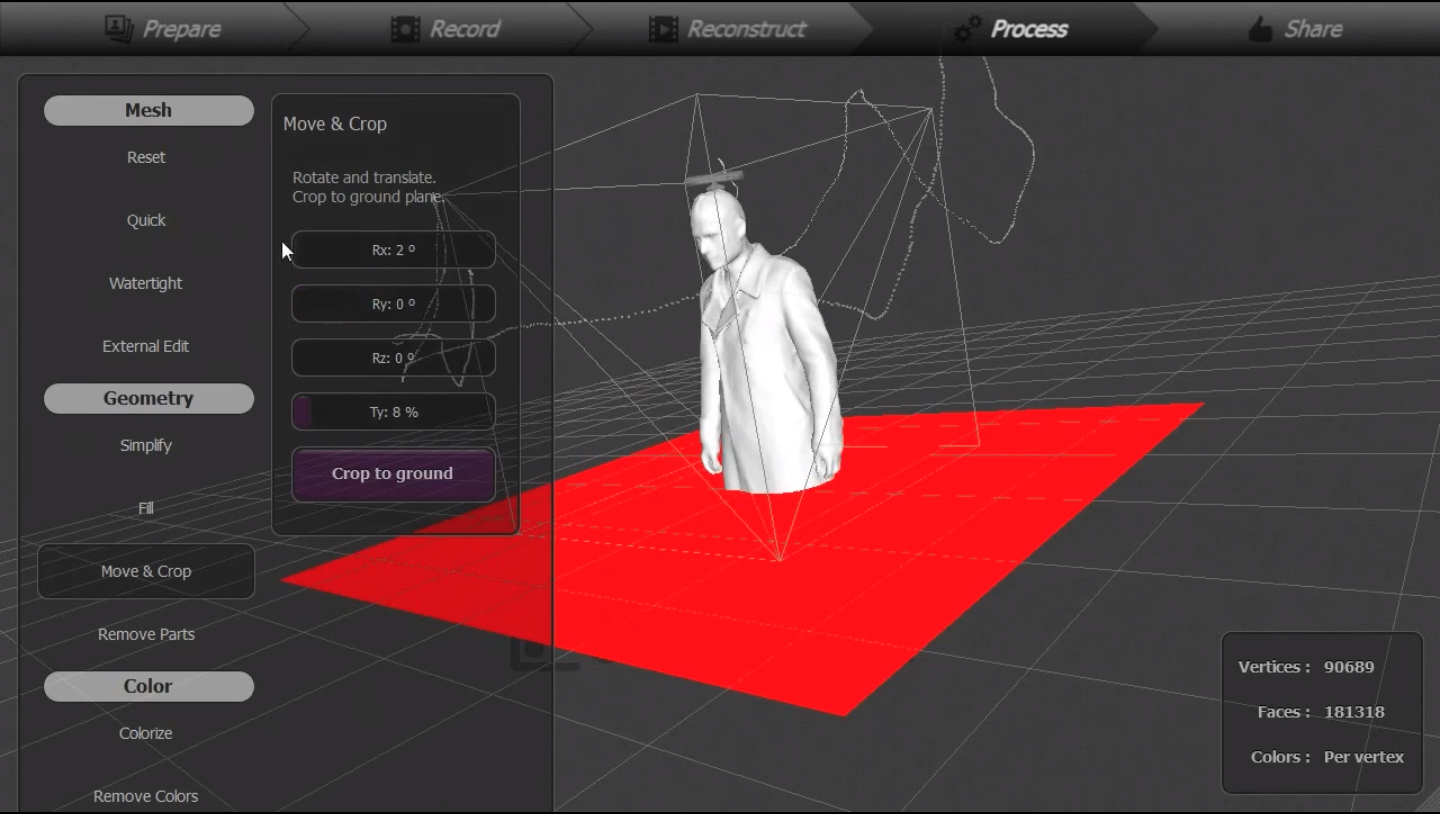 Prepare
Record
Reconstruct
Process
Share
Mesh
Reset
Quick
Watertight
External Edit
Geometry
Simplify
Fill
Move & Crop
Remove Parts
Color
Colorize
Remove Colors
Move & Crop
Rotate and translate.
Crop to ground plane.
Rx: 2 º
Ry: 0 º
Rz: 0 º
Ty: 8 %
Crop to ground
Vertices : 90689
Faces : 181318
Colors : Per vertex